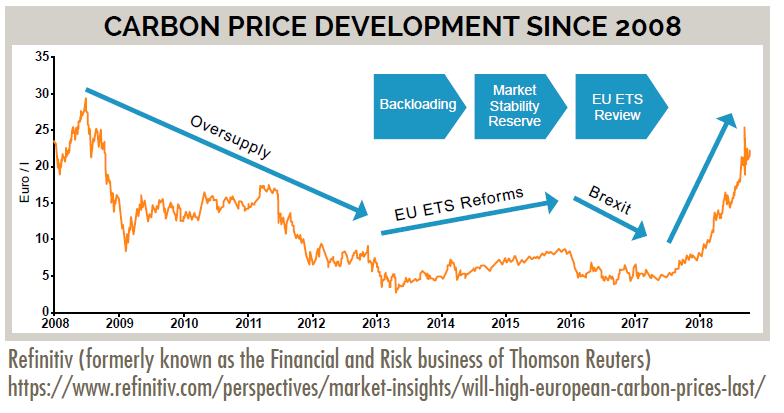 CARBON PRICE DEVELOPMENT SINCE 2008
35
30
25
20
15
10
5
0
Euro / l
Oversupply
Backloading
Market
Stability
Reserve
EU ETS
Review
EU ETS Reforms
Brexit
2008 2009 2010 2011 2012 2013 2014 2015 2016 2017 2018
Refinitiv (formerly known as the Financial and Risk business of Thomson Reuters)
https://www.refinitiv.com/perspectives/market-insights/will-high-european-carbon-prices-last/